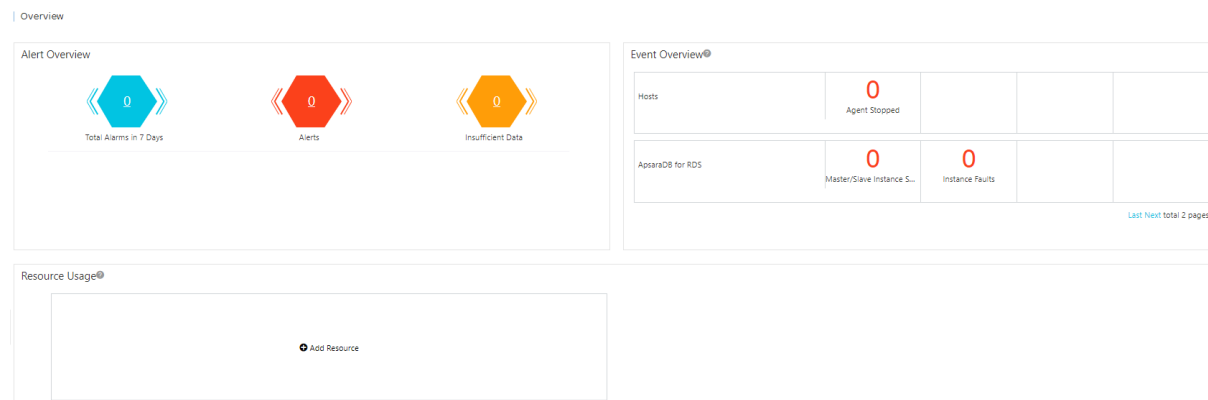 Overview
Alert Overview
0
Total Alarms in 7 Days
0
Alerts
0
Insufficient Data
Event Overview
Hosts
0
Agent Stopped
ApsaraDB for RDS
0
Master/Slave Instance S...
0
Instance Faults
Last Next total 2 pages
Resource Usage
Add Resource